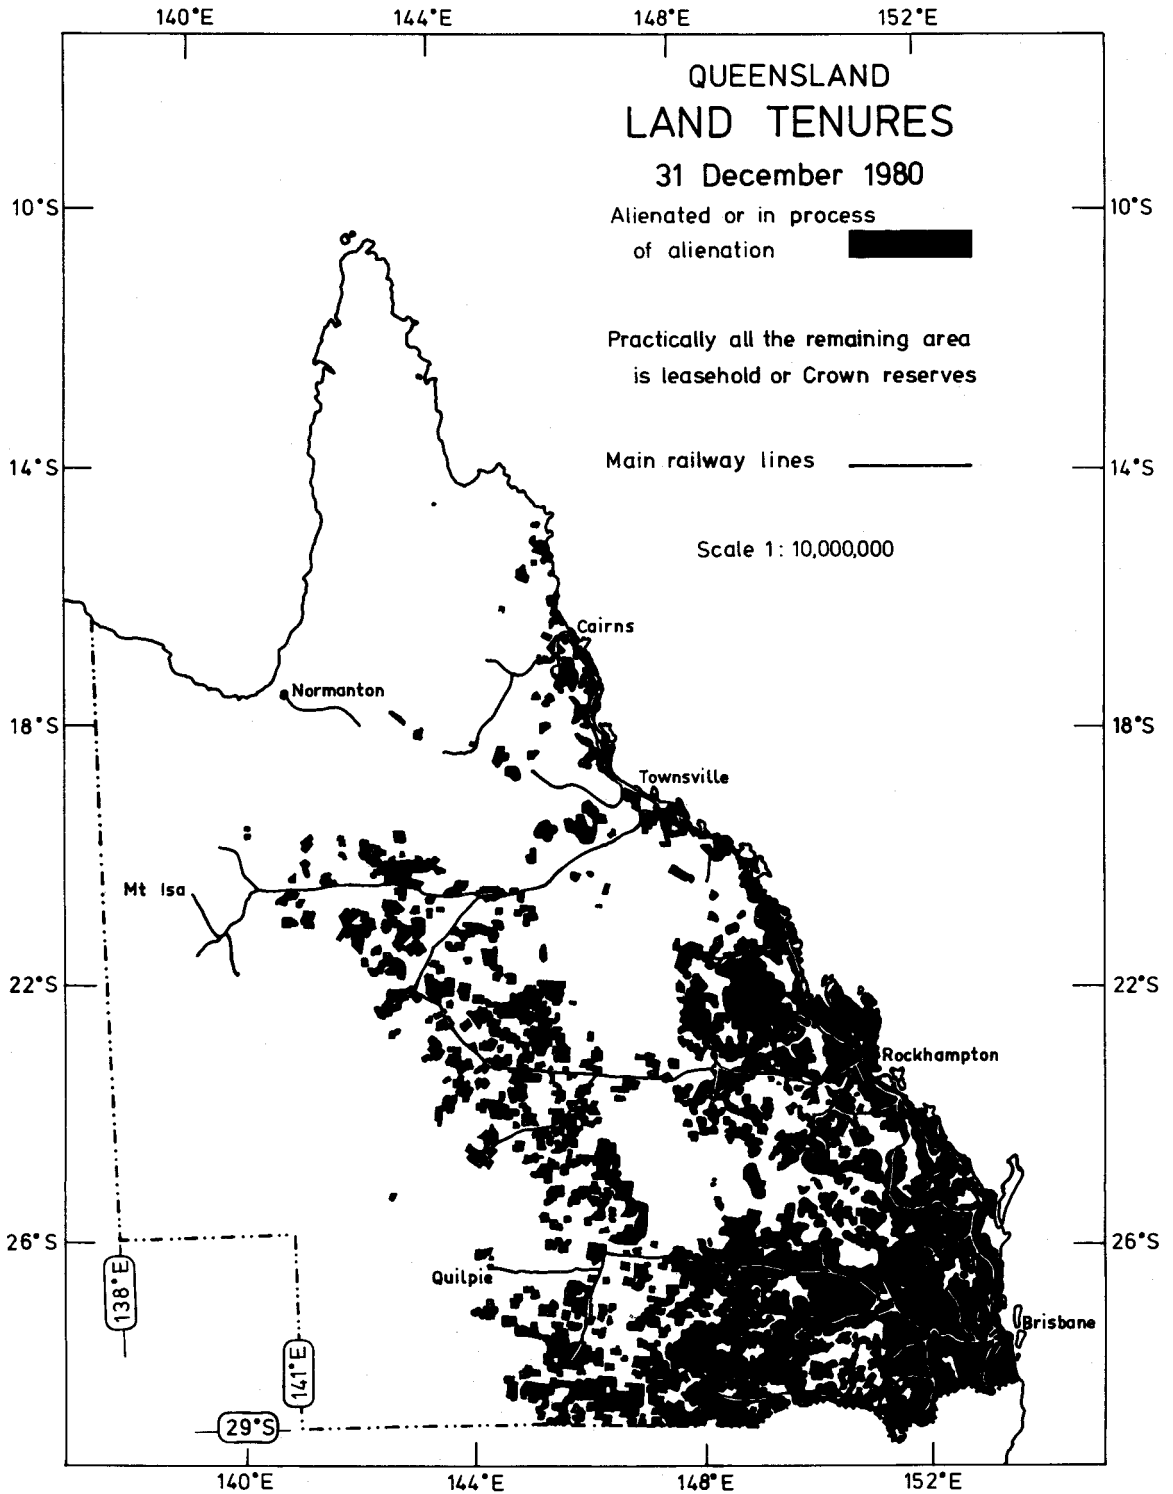 140°E 144°E 148°E 152°E
QUEENSLAND
LAND TENURES
31 December 1980
10°S
Alienated or in process
of alienation
10°S
Practically all the remaining area
is leasehold or Crown reserves
14°S
Main railway lines
14°S
Scale 1 : 10,000,000
Cairns
Normanton
18°S
18°S
Townsville
Mt Isa
22°S
22°S
Rockhampton
26°S
26°S
Quilpie
138°E
Brisbane
141°E
29°S
140°E 144°E 148°E 152°E